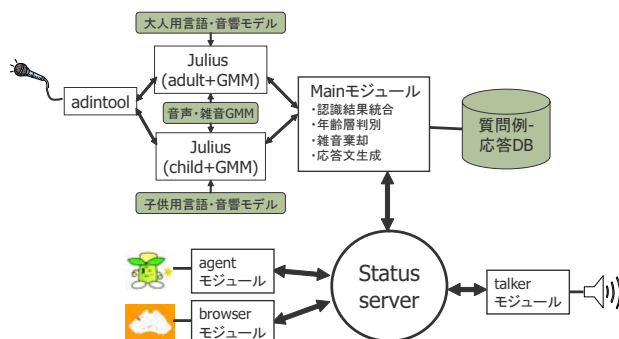 大人用言語・音響モデル
Julius
(adult+GMM)
adintool
音声・雑音GMM
Julius
(child+GMM)
子供用言語・音響モデル
Mainモジュール
・認識結果統合
・年齢層判別
・雑音棄却
・応答文生成
質問例-
応答DB
agent
モジュール
Status
server
talker
モジュール
browser
モジュール